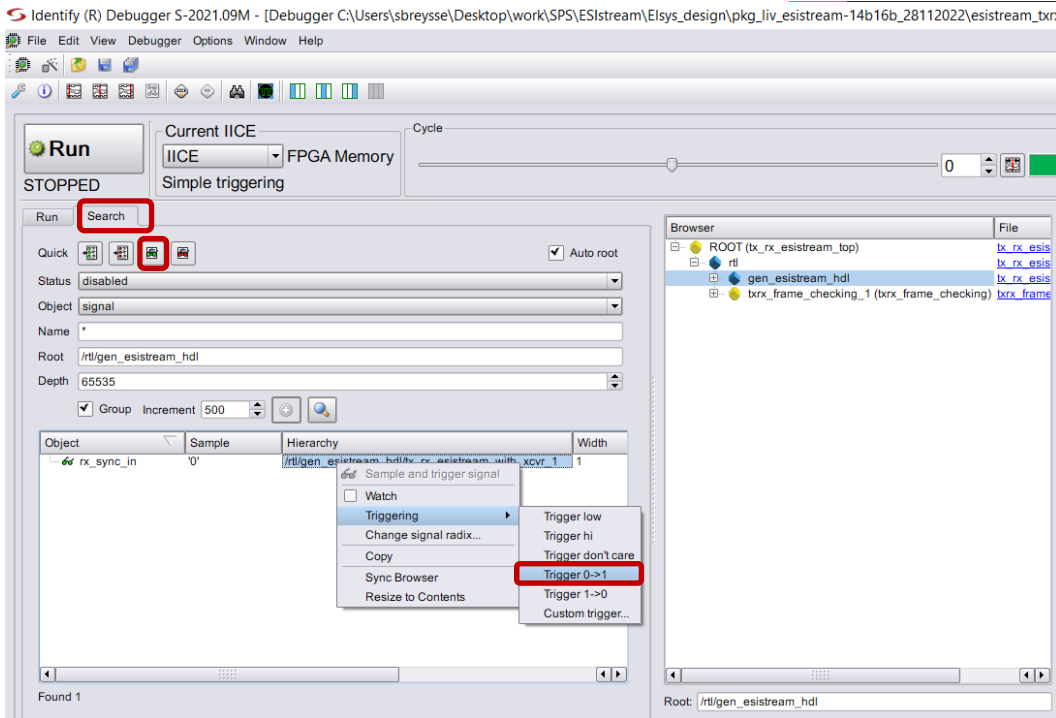 Identify (R) Debugger S-2021.09M - [Debugger C:\Users\sbreysse\Desktop\work\SPS\ESIstream\Elsys_design\pkg_liv_esistream-14b16b_28112022\esistream_txr
File Edit View Debugger Options Window Help
Run
STOPPED
Current IICE
IICE
FPGA Memory
Simple triggering
Cycle
0
Run Search
Quick
Auto root
Status disabled
Object signal
Name *
Root /rtl/gen_esistream_hdl
Depth 65535
Group Increment 500
Object Sample Hierarchy Width
rx_sync_in '0' /rtl/gen_esistream_hdl/tx_rx_esistream_with_xcvr_1 1
Sample and trigger signal
Watch
Triggering
Change signal radix...
Copy
Sync Browser
Resize to Contents
Trigger low
Trigger hi
Trigger don't care
Trigger 0->1
Trigger 1->0
Custom trigger...
Found 1
Browser File
ROOT (tx_rx_esistream_top) tx_rx_esis
rtl tx_rx_esis
gen_esistream_hdl tx_rx_esis
txrx_frame_checking_1 (txrx_frame_checking) txrx_frame
Root: /rtl/gen_esistream_hdl